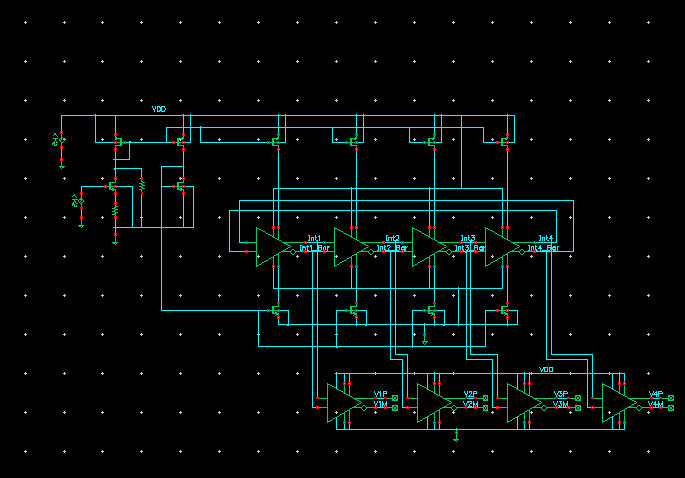 VDD
Int1 Int2 Int3 Int4
Int1_Bar Int2_Bar Int3_Bar Int4_Bar
VDD
V1P V2P V3P V4P
V1M V2M V3M V4M